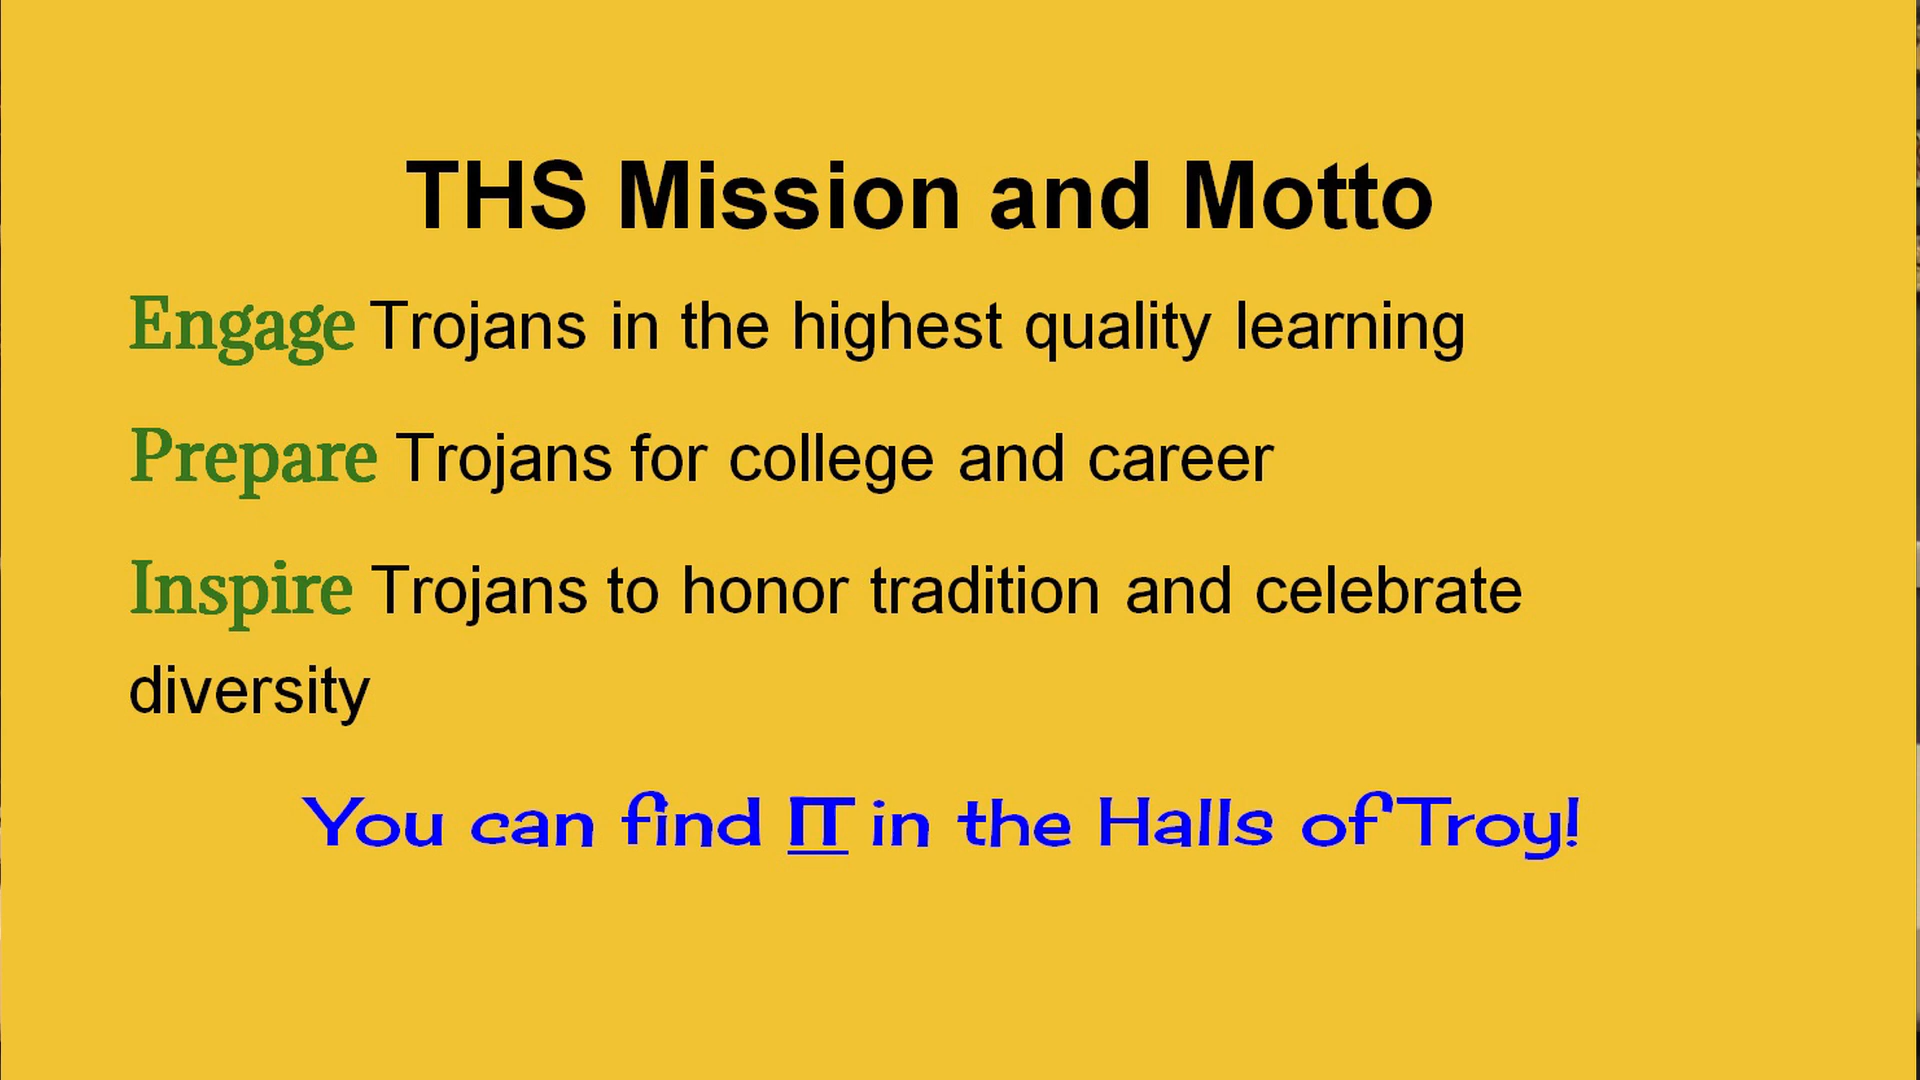 THS Mission and Motto
Engage Trojans in the highest quality learning
Prepare Trojans for college and career
Inspire Trojans to honor tradition and celebrate
diversity
You can find IT in the Halls of Troy!